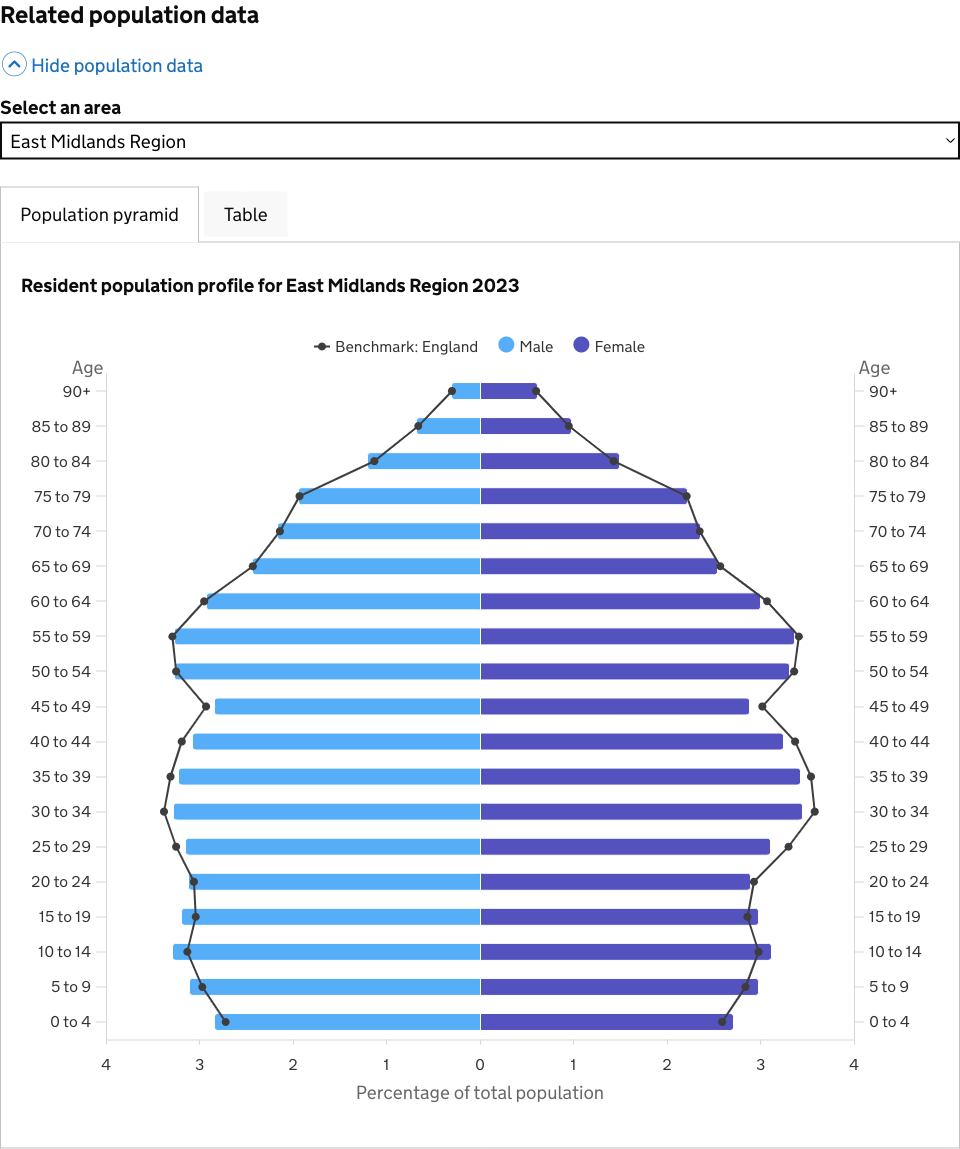 Related population data
Hide population data
Select an area
East Midlands Region
Population pyramid Table
Resident population profile for East Midlands Region 2023
Benchmark: England Male Female
Age Age
90+ 90+
85 to 89 85 to 89
80 to 84 80 to 84
75 to 79 75 to 79
70 to 74 70 to 74
65 to 69 65 to 69
60 to 64 60 to 64
55 to 59 55 to 59
50 to 54 50 to 54
45 to 49 45 to 49
40 to 44 40 to 44
35 to 39 35 to 39
30 to 34 30 to 34
25 to 29 25 to 29
20 to 24 20 to 24
15 to 19 15 to 19
10 to 14 10 to 14
5 to 9 5 to 9
0 to 4 0 to 4
4 3 2 1 0 1 2 3 4
Percentage of total population